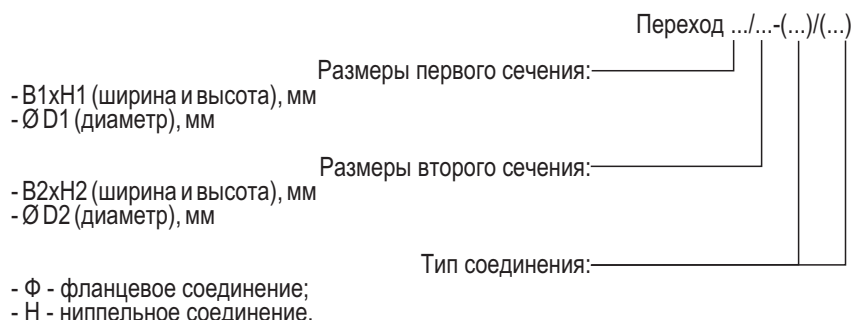 Переход .../...-(...)/(...)
Размеры первого сечения:
- B1xH1 (ширина и высота), мм
- Ø D1 (диаметр), мм
Размеры второго сечения:
- B2xH2 (ширина и высота), мм
- Ø D2 (диаметр), мм
Тип соединения:
- Ф - фланцевое соединение;
- Н - ниппельное соединение.